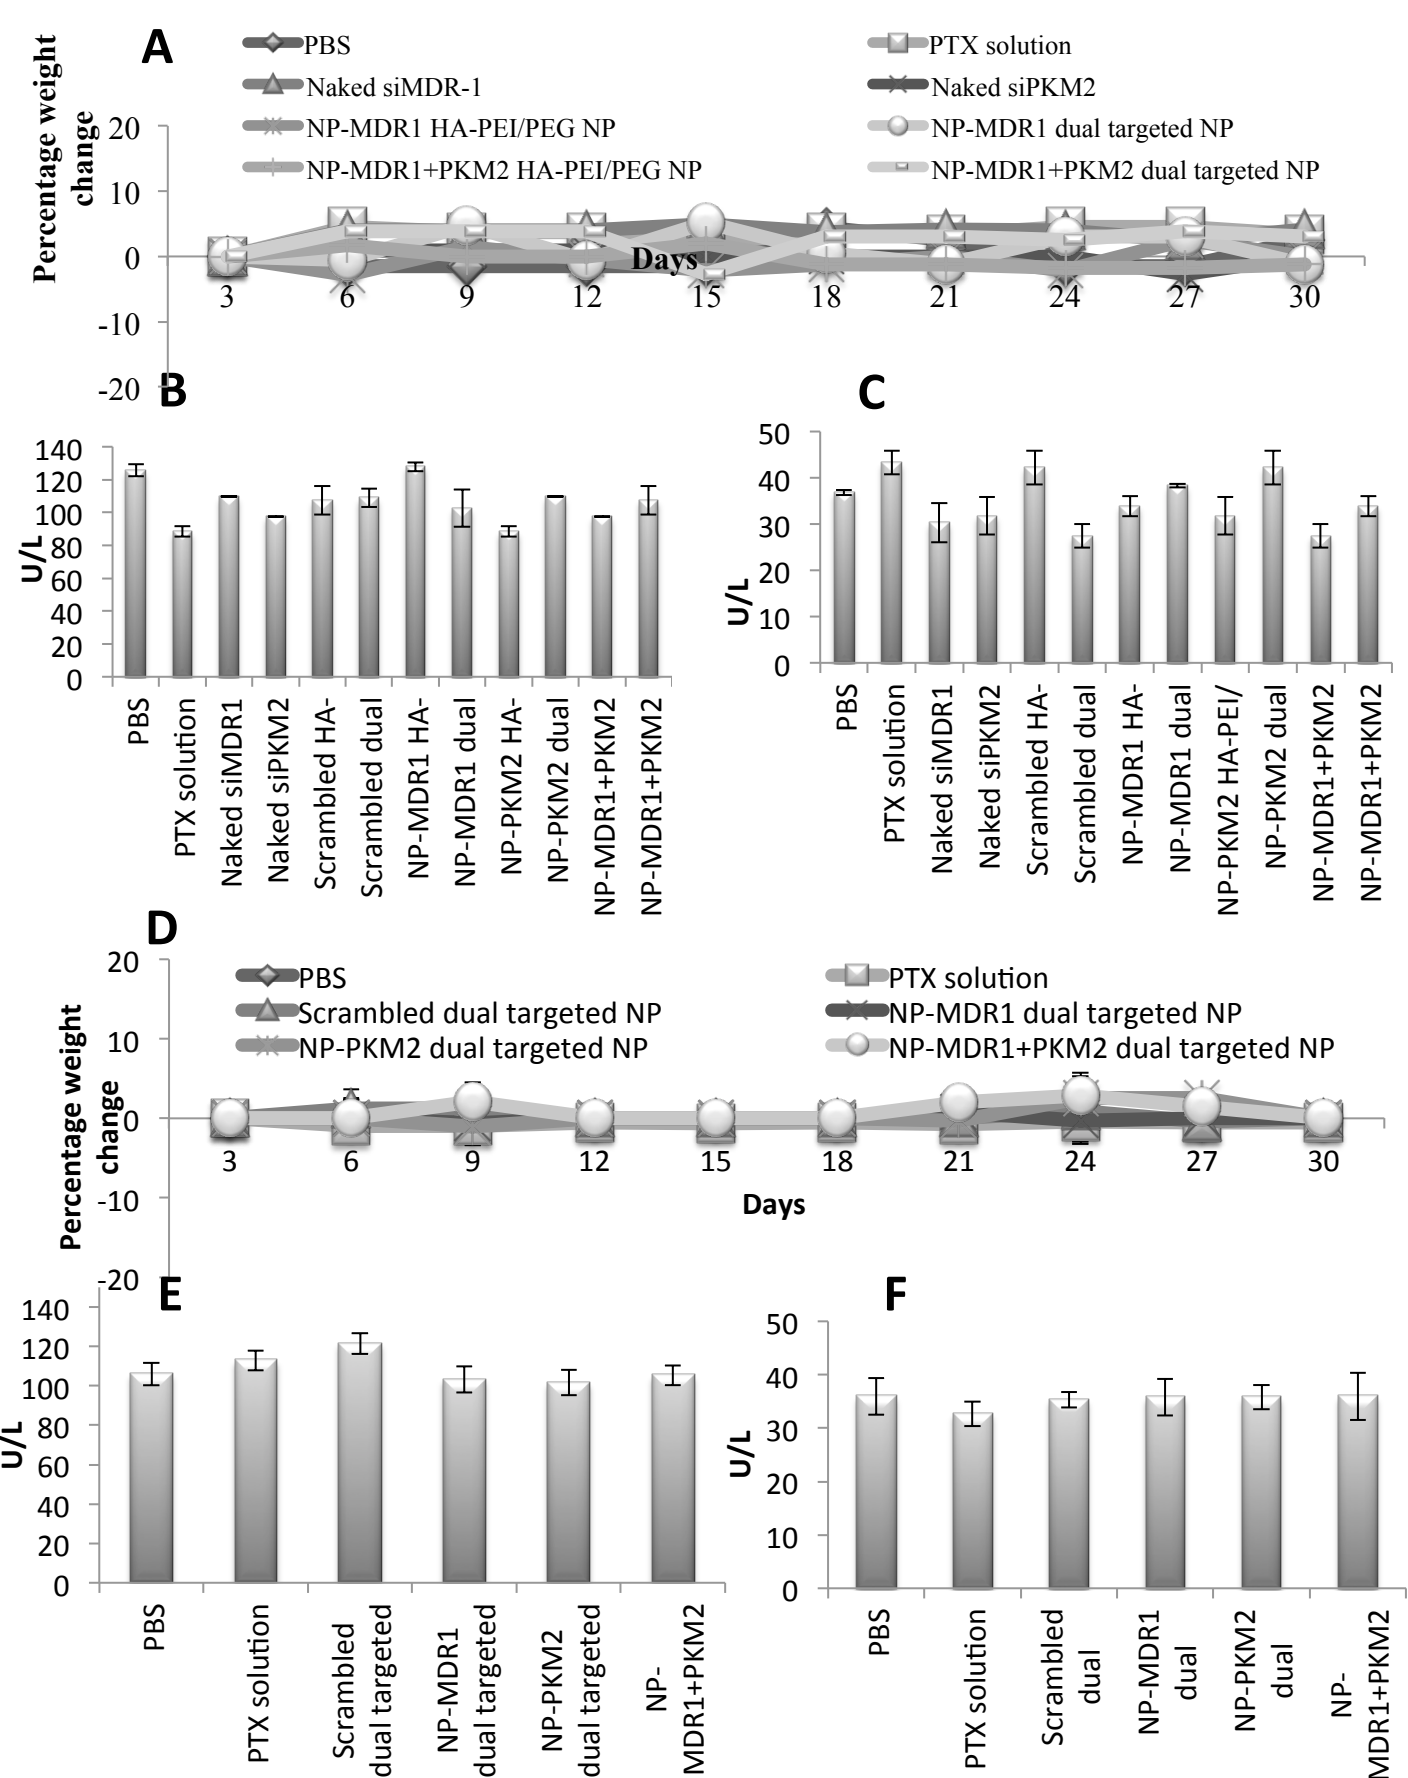 A
Percentage weight
change
PBS
PTX solution
Naked siMDR-1
Naked siPKM2
NP-MDR1 HA-PEI/PEG NP
NP-MDR1 dual targeted NP
NP-MDR1+PKM2 HA-PEI/PEG NP
NP-MDR1+PKM2 dual targeted NP
20
10
0
-10
-20
Days
3 6 9 12 15 18 21 24 27 30
B
U/L
140
120
100
80
60
40
20
0
PBS
PTX solution
Naked siMDR1
Naked siPKM2
Scrambled HA-
Scrambled dual
NP-MDR1 HA-
NP-MDR1 dual
NP-PKM2 HA-
NP-PKM2 dual
NP-MDR1+PKM2
NP-MDR1+PKM2
C
U/L
50
40
30
20
10
0
PBS
PTX solution
Naked siMDR1
Naked siPKM2
Scrambled HA-
Scrambled dual
NP-MDR1 HA-
NP-MDR1 dual
NP-PKM2 HA-PEI/
NP-PKM2 dual
NP-MDR1+PKM2
NP-MDR1+PKM2
D
Percentage weight
change
20
10
0
-10
-20
PBS
PTX solution
Scrambled dual targeted NP
NP-MDR1 dual targeted NP
NP-PKM2 dual targeted NP
NP-MDR1+PKM2 dual targeted NP
3 6 9 12 15 18 21 24 27 30
Days
E
U/L
140
120
100
80
60
40
20
0
PBS
PTX solution
Scrambled
dual targeted
NP-MDR1
dual targeted
NP-PKM2
dual targeted
NP-
MDR1+PKM2
F
U/L
50
40
30
20
10
0
PBS
PTX solution
Scrambled
dual
NP-MDR1
dual
NP-PKM2
dual
NP-
MDR1+PKM2